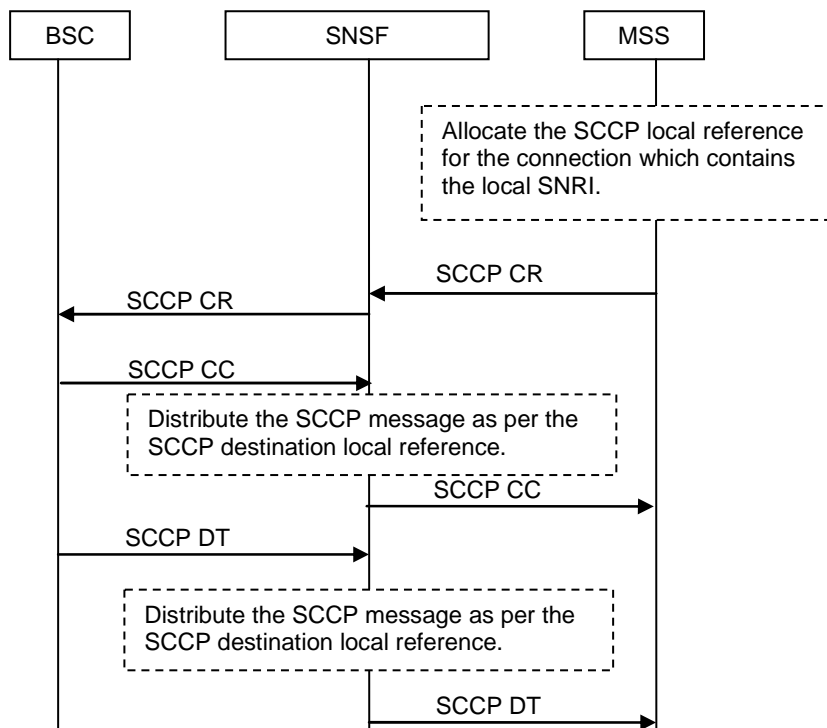 BSC
SNSF
MSS
Allocate the SCCP local reference
for the connection which contains
the local SNRI.
SCCP CR
SCCP CR
SCCP CC
Distribute the SCCP message as per the
SCCP destination local reference.
SCCP CC
SCCP DT
Distribute the SCCP message as per the
SCCP destination local reference.
SCCP DT